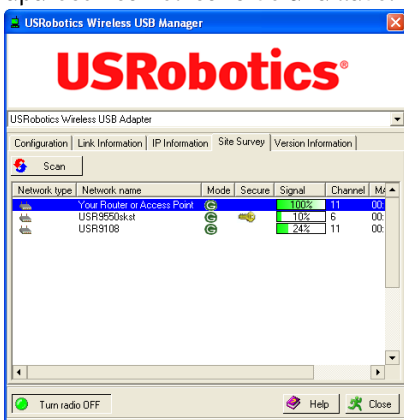 USRobotics Wireless USB Manager
USRobotics®
USRobotics Wireless USB Adapter
Configuration Link Information IP Information Site Survey Version Information
Scan
Network type Network name Mode Secure Signal Channel
Your Router or Access Point G 100% 11 00:
USR9550skst G 10% 6 00:
USR9108 G 24% 11 00:
Turn radio OFF Help Close